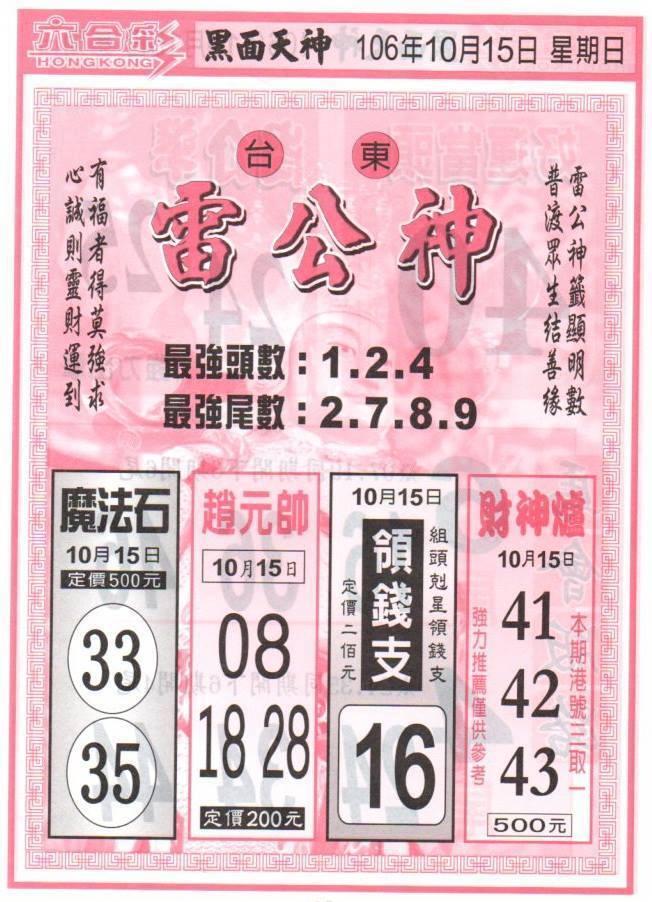 六合彩
HONGKONG
黑面天神 106年10月15日 星期日
台東
雷公神
雷公神籤顯明數
普渡眾生結善緣
有福者得莫強求
心誠則靈財運到
最強頭數：1.2.4
最強尾數：2.7.8.9
魔法石
10月15日
定價500元
33
35
趙元帥
10月15日
08
18 28
定價200元
10月15日
組頭剋星領錢支
領錢支
定價二佰元
16
財神爐
10月15日
本期港號三取一
41
42
43
強力推薦僅供參考
500元